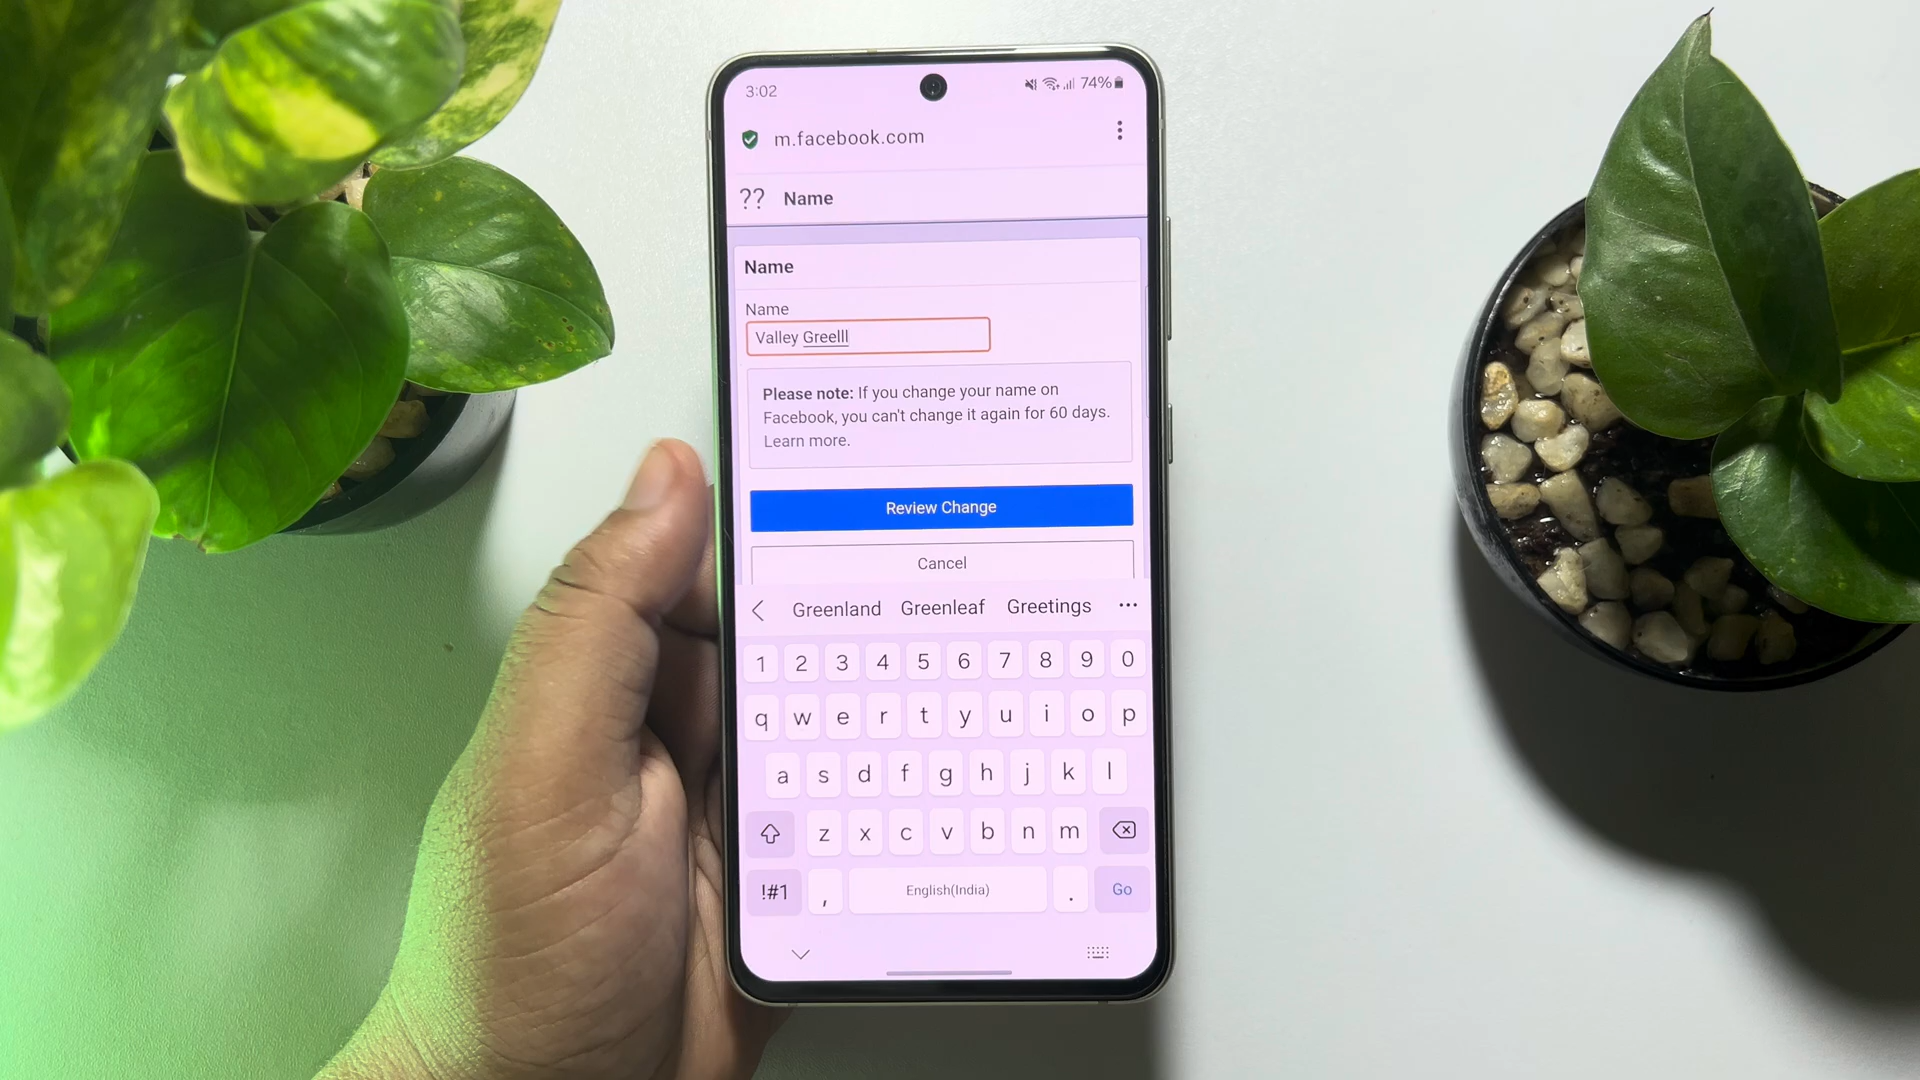 3:02 74%
m.facebook.com
?? Name
Name
Name
Valley Greelll
Please note: If you change your name on
Facebook, you can't change it again for 60 days.
Learn more.
Review Change
Cancel
Greenland Greenleaf Greetings
1 2 3 4 5 6 7 8 9 0
q w e r t y u i o p
a s d f g h j k l
z x c v b n m
!#1 , English(India) . Go